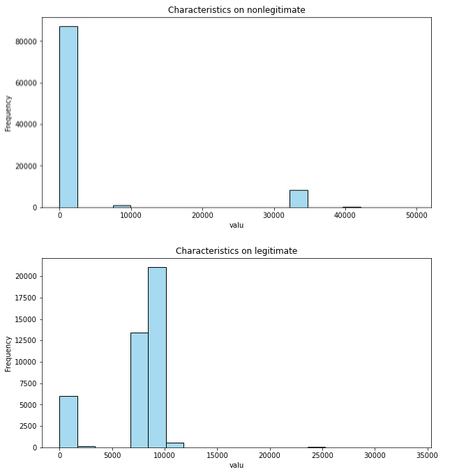 Characteristics on nonlegitimate
80000
60000
40000
20000
0
Frequency
0 10000 20000 30000 40000 50000
valu
Characteristics on legitimate
20000
17500
15000
12500
10000
7500
5000
2500
0
Frequency
0 5000 10000 15000 20000 25000 30000 35000
valu